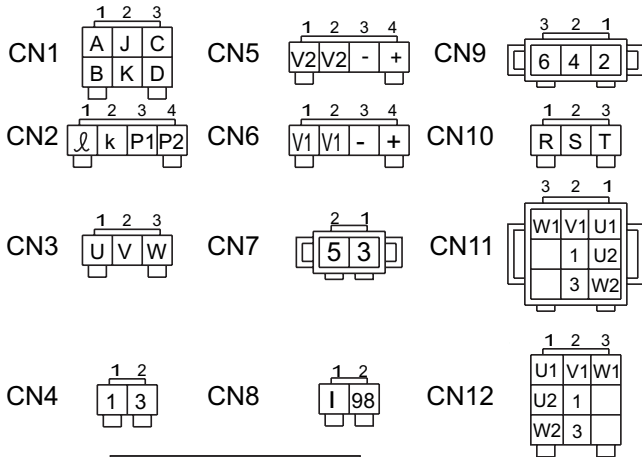 CN1
1 2 3
A J C
B K D
CN5
1 2 3 4
V2 V2 - +
CN9
3 2 1
6 4 2
CN2
1 2 3 4
ℓ k P1 P2
CN6
1 2 3 4
V1 V1 - +
CN10
1 2 3
R S T
CN3
1 2 3
U V W
CN7
2 1
5 3
CN11
3 2 1
W1 V1 U1
1 U2
3 W2
CN4
1 2
1 3
CN8
1 2
I 98
CN12
1 2 3
U1 V1 W1
U2 1
W2 3